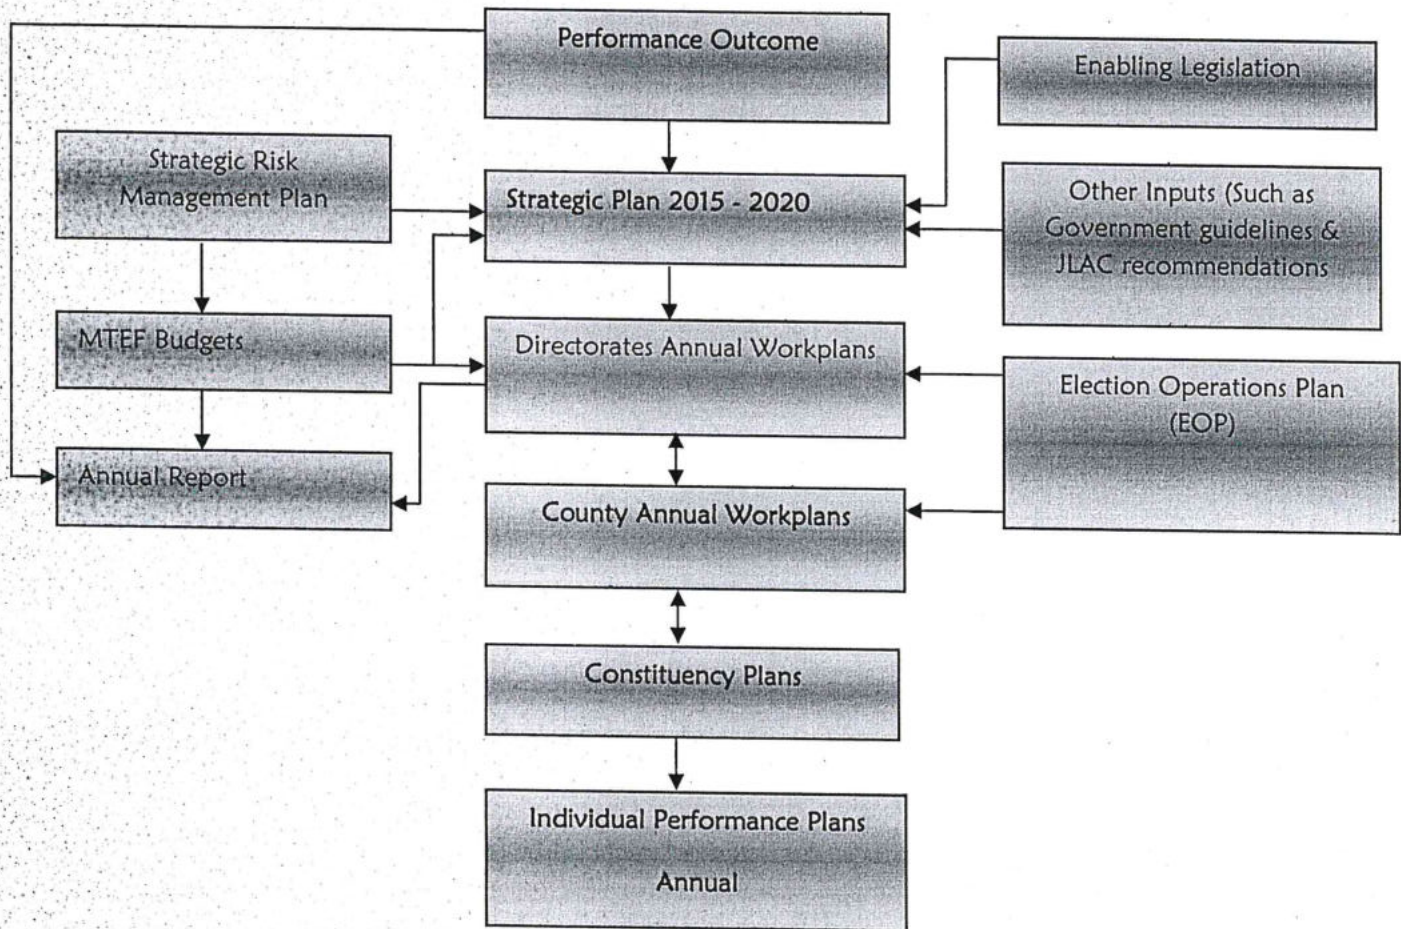 Performance Outcome
Enabling Legislation
Strategic Risk
Management Plan
Strategic Plan 2015 - 2020
Other Inputs (Such as
Government guidelines &
JLAC recommendations
MTEF Budgets
Directorates Annual Workplans
Election Operations Plan
(EOP)
Annual Report
County Annual Workplans
Constituency Plans
Individual Performance Plans
Annual